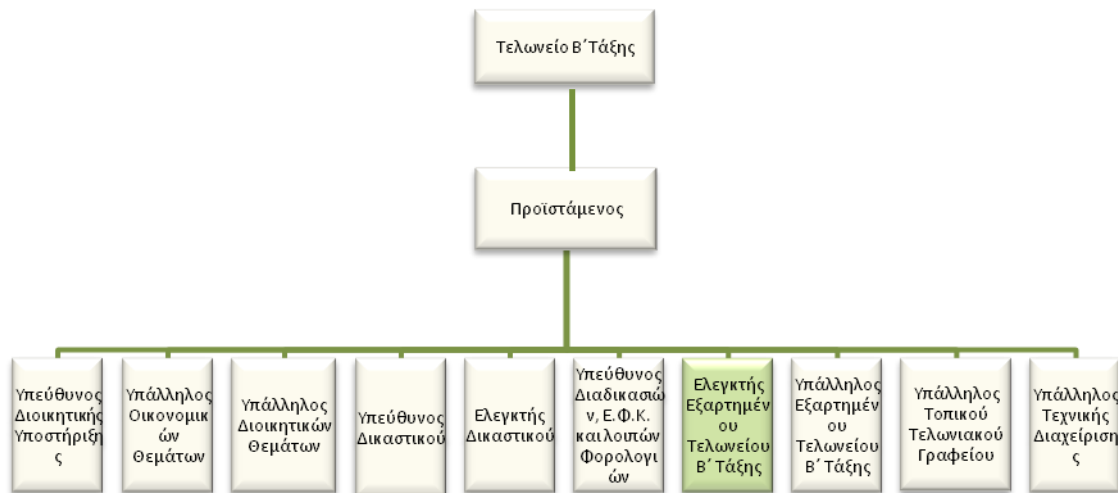 Τελωνείο Β΄ Τάξης
Προϊστάμενος
Υπεύθυνος
Διοικητικής
Υποστήριξη
ς
Υπάλληλος
Οικονομικ
ών
Θεμάτων
Υπάλληλος
Διοικητικών
Θεμάτων
Υπεύθυνος
Δικαστικού
Ελεγκτής
Δικαστικού
Υπεύθυνος
Διαδικασιώ
ν, Ε.Φ.Κ.
και λοιπών
Φορολογι
ών
Ελεγκτής
Εξαρτημέν
ου
Τελωνείου
Β΄ Τάξης
Υπάλληλος
Εξαρτημέν
ου
Τελωνείου
Β΄ Τάξης
Υπάλληλος
Τοπικού
Τελωνιακού
Γραφείου
Υπάλληλος
Τεχνικής
Διαχείριση
ς